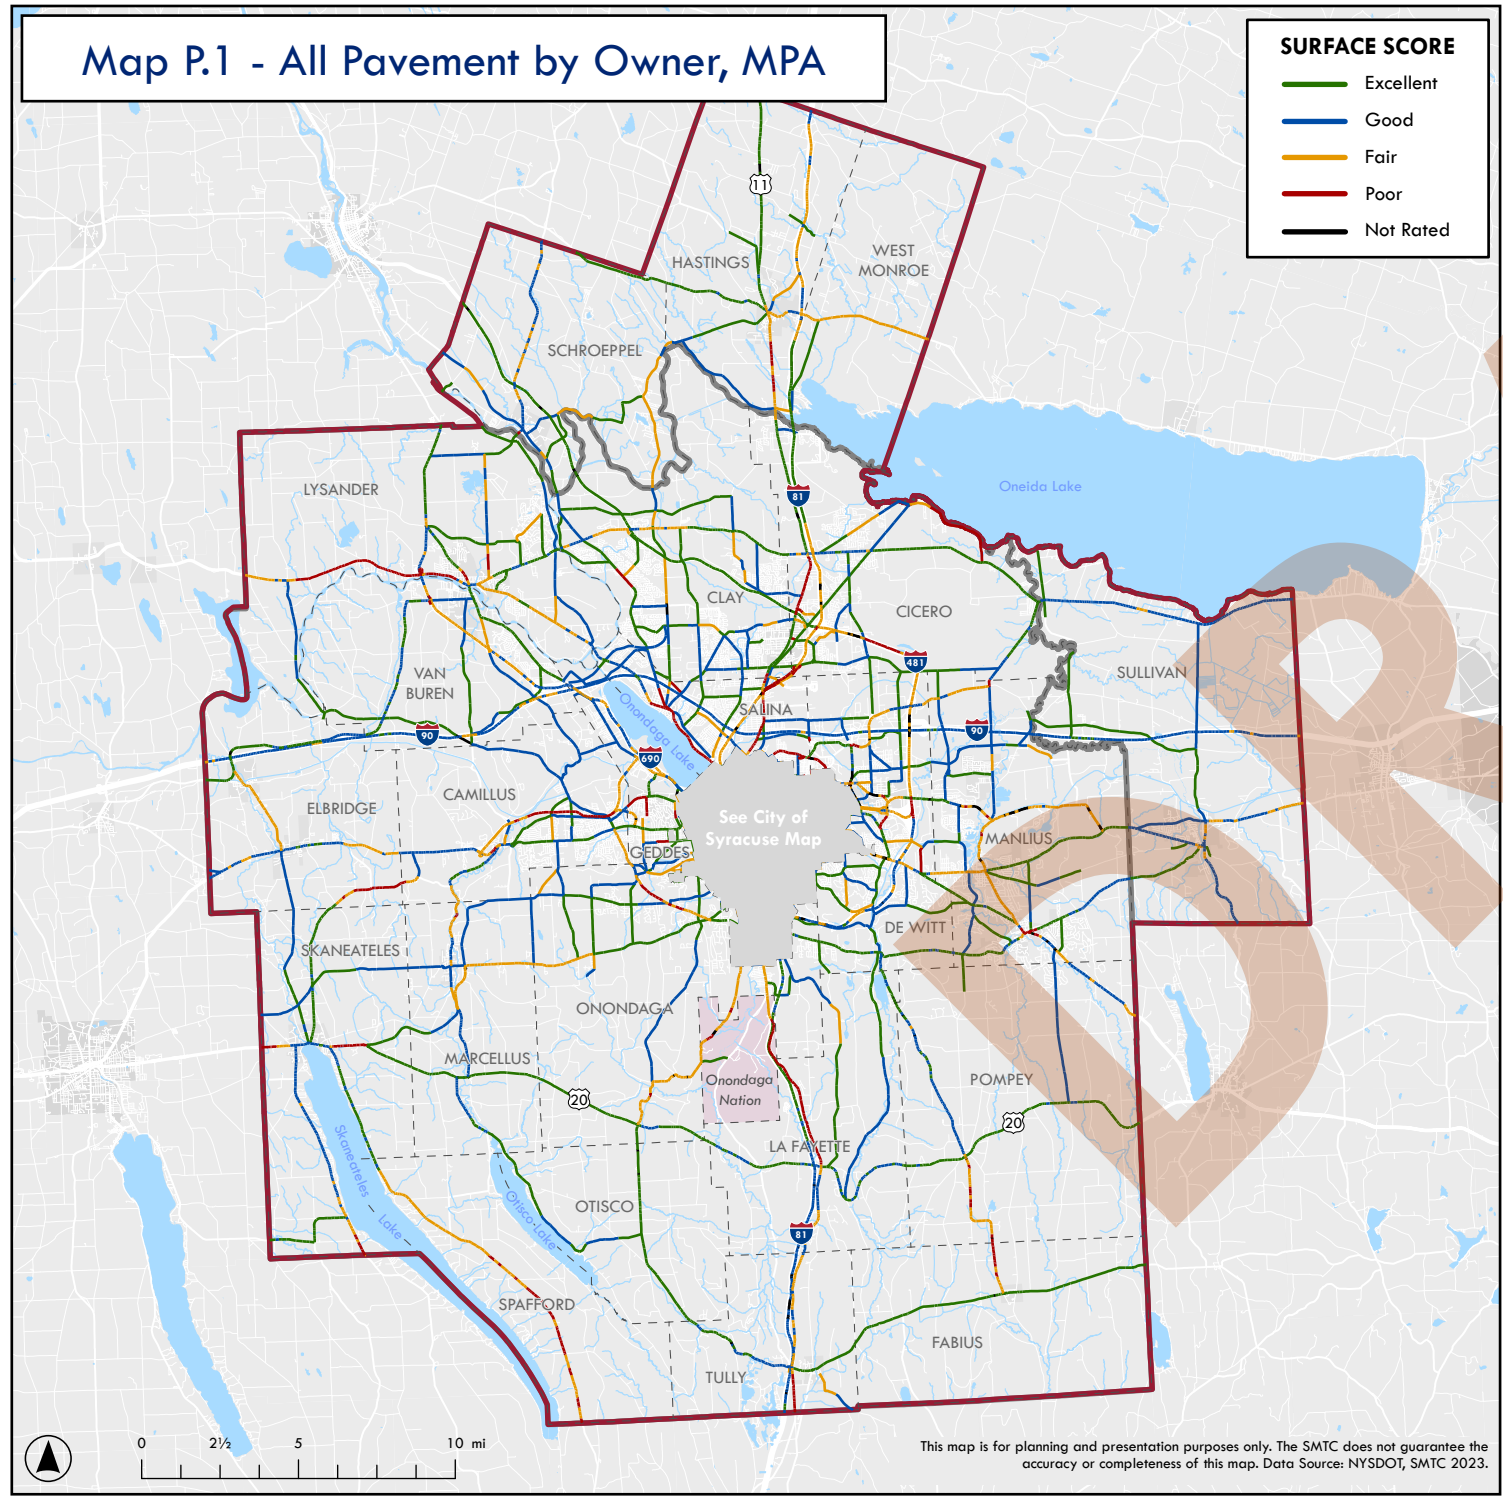 Map P.1 - All Pavement by Owner, MPA
SURFACE SCORE
Excellent
Good
Fair
Poor
Not Rated
11
HASTINGS
WEST
MONROE
SCHROEPPEL
LYSANDER
81
Oneida Lake
CLAY
CICERO
481
VAN
BUREN
SULLIVAN
SALINA
Onondaga Lake
90
90
690
ELBRIDGE
CAMILLUS
See City of
Syracuse Map
GEDDES
MANLIUS
SKANEATELES
DE WITT
ONONDAGA
MARCELLUS
Onondaga
Nation
POMPEY
20
20
LA FAYETTE
Skaneateles
Lake
Otisco Lake
OTISCO
81
SPAFFORD
FABIUS
TULLY
0 2½ 5 10 mi
This map is for planning and presentation purposes only. The SMTC does not guarantee the
accuracy or completeness of this map. Data Source: NYSDOT, SMTC 2023.
DR